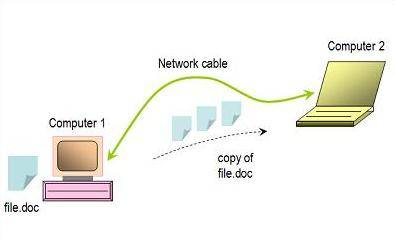 Computer 2
Network cable
Computer 1
copy of
file.doc
file.doc